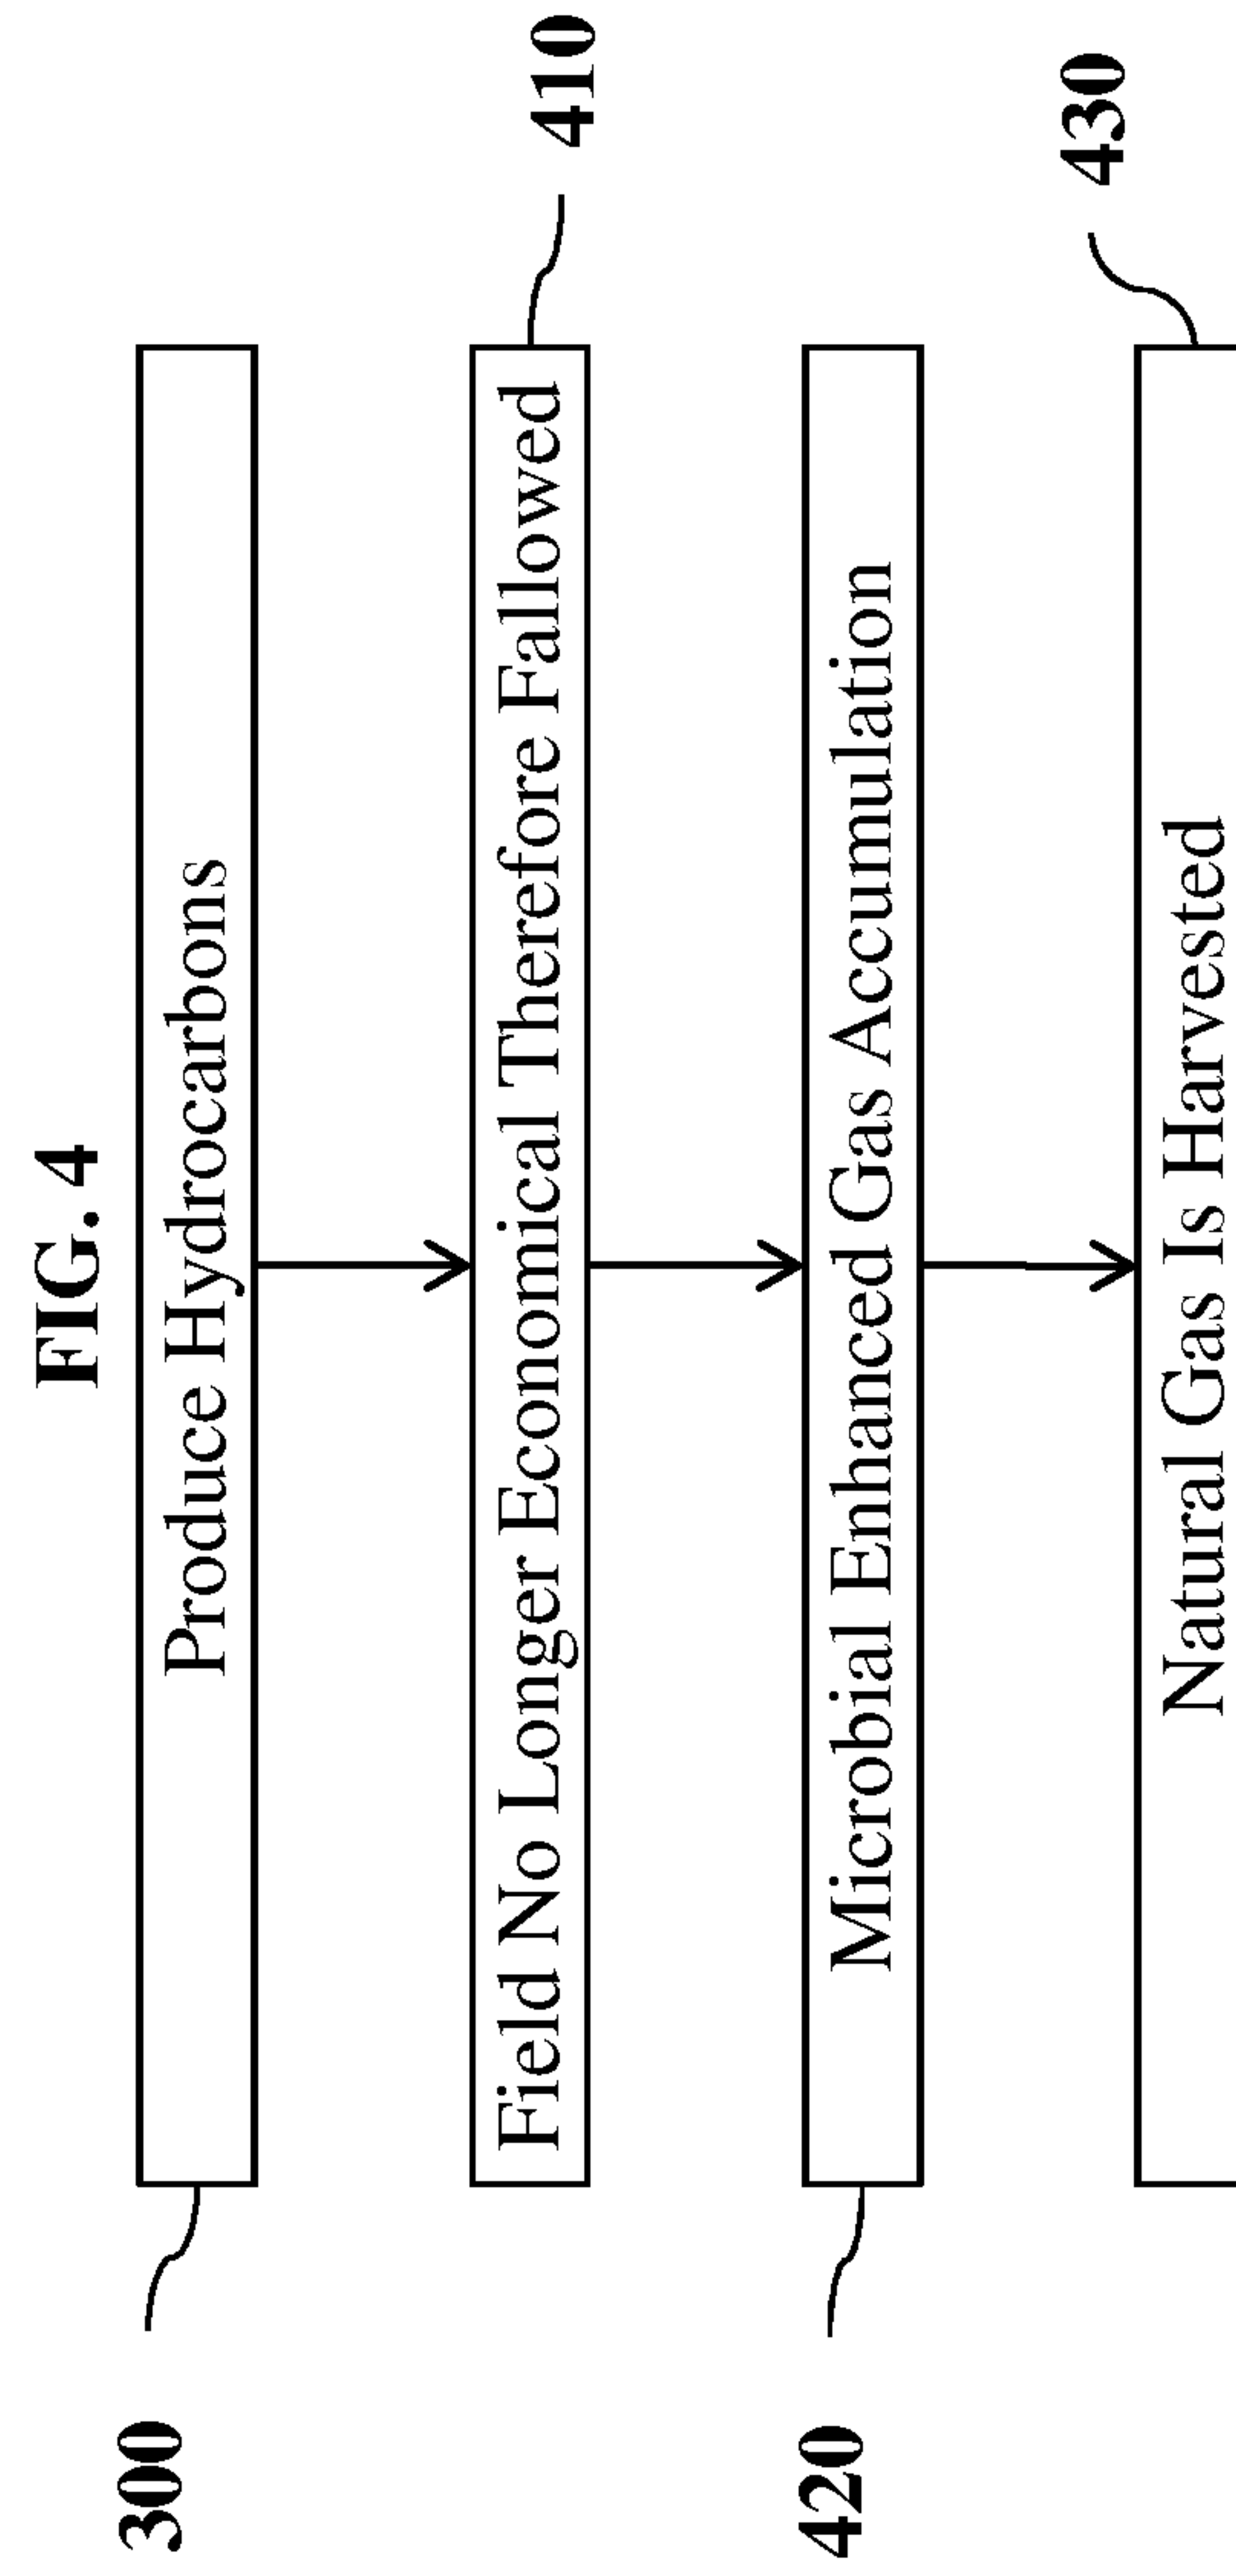 FIG. 4
300
Produce Hydrocarbons
Field No Longer Economical Therefore Fallowed
410
420
Microbial Enhanced Gas Accumulation
Natural Gas Is Harvested
430